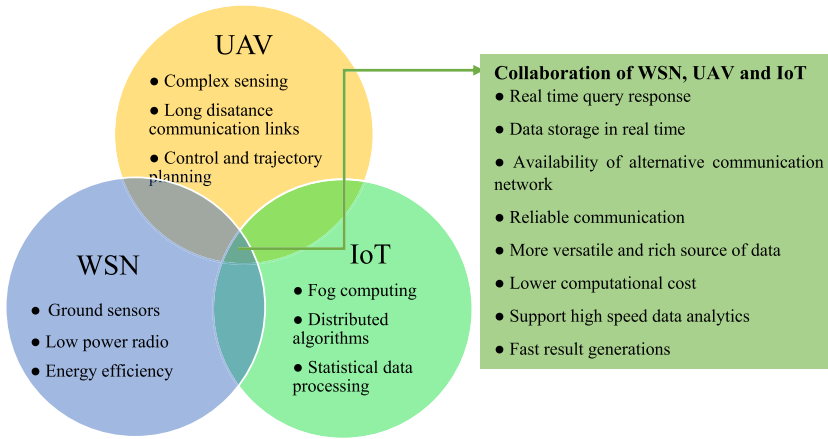 UAV
● Complex sensing
● Long disatance
communication links
● Control and trajectory
planning
WSN
● Ground sensors
● Low power radio
● Energy efficiency
IoT
● Fog computing
● Distributed
algorithms
● Statistical data
processing
Collaboration of WSN, UAV and IoT
● Real time query response
● Data storage in real time
● Availability of alternative communication
network
● Reliable communication
● More versatile and rich source of data
● Lower computational cost
● Support high speed data analytics
● Fast result generations